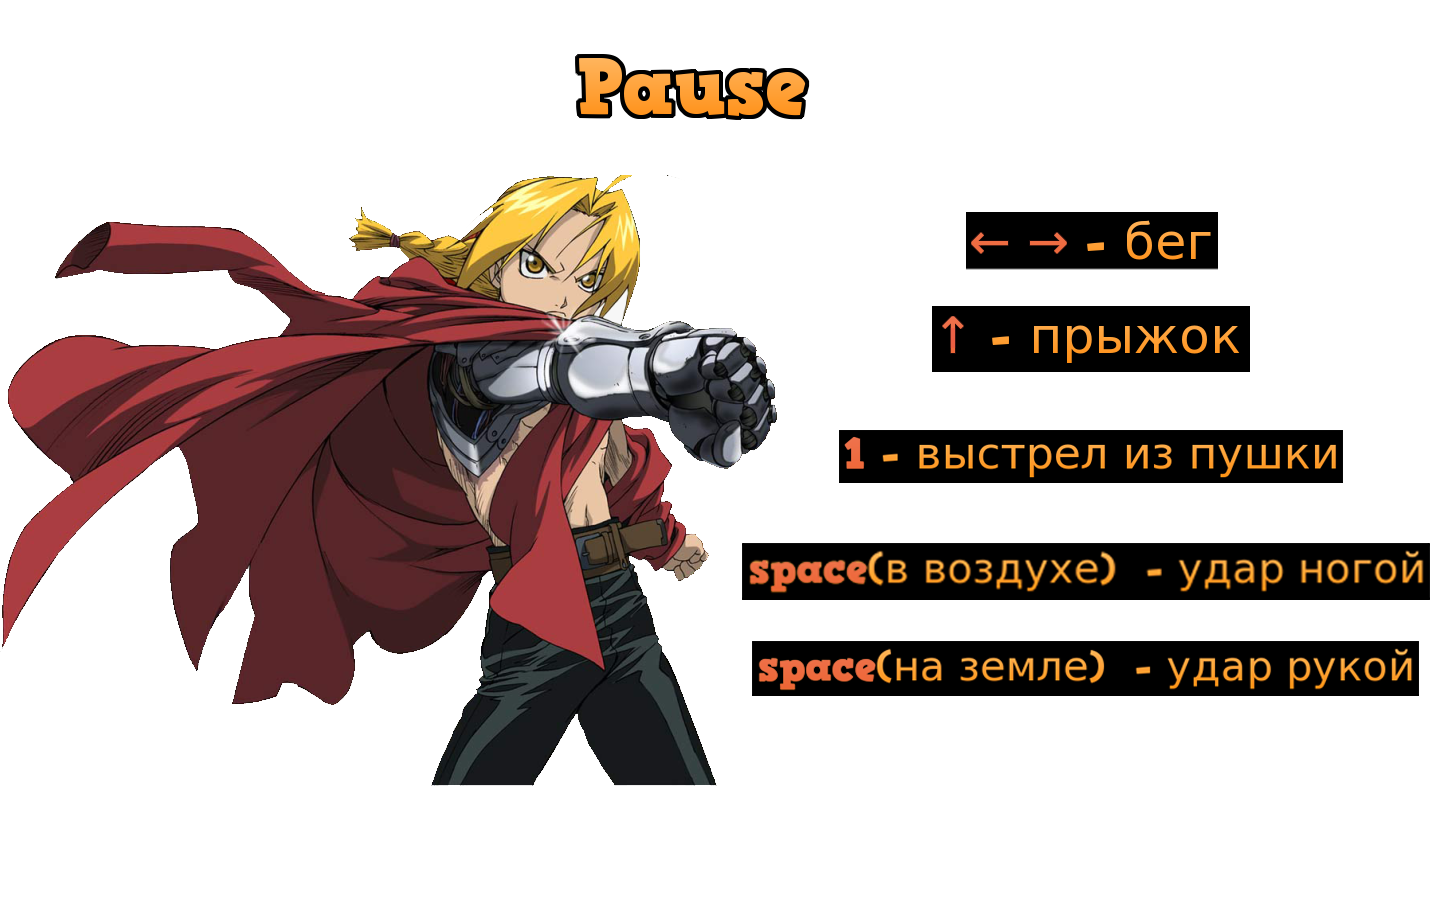 Pause
← → - бег
↑ - прыжок
1 - выстрел из пушки
space(в воздухе) - удар ногой
space(на земле) - удар рукой